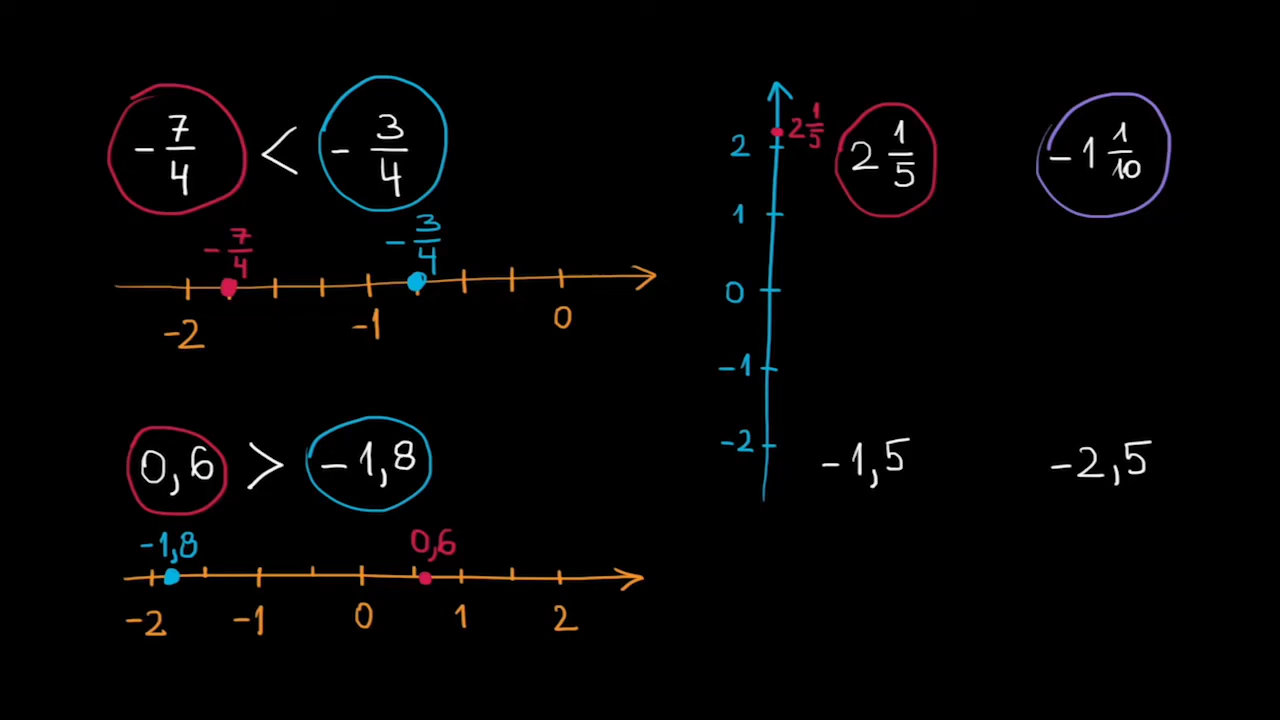 -7/4 < -3/4
-7/4 -3/4
-2 -1 0
0,6 > -1,8
-1,8 0,6
-2 -1 0 1 2
2 1/5
2
1
0
-1
-2
2 1/5 -1 1/10
-1,5 -2,5